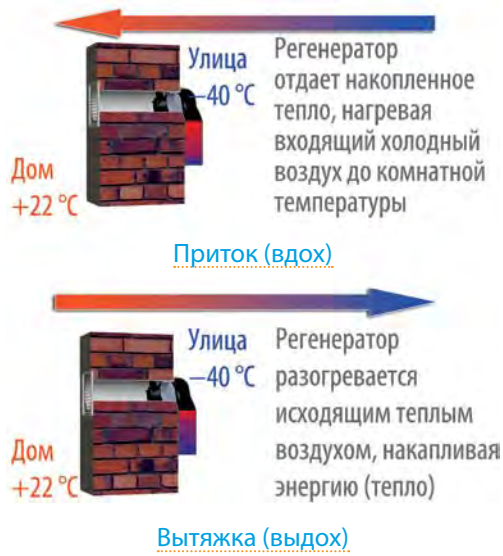 Улица
–40 °C
Регенератор
отдает накопленное
тепло, нагревая
входящий холодный
воздух до комнатной
температуры
Дом
+22 °C
Приток (вдох)
Улица
–40 °C
Регенератор
разогревается
исходящим теплым
воздухом, накапливая
энергию (тепло)
Дом
+22 °C
Вытяжка (выдох)